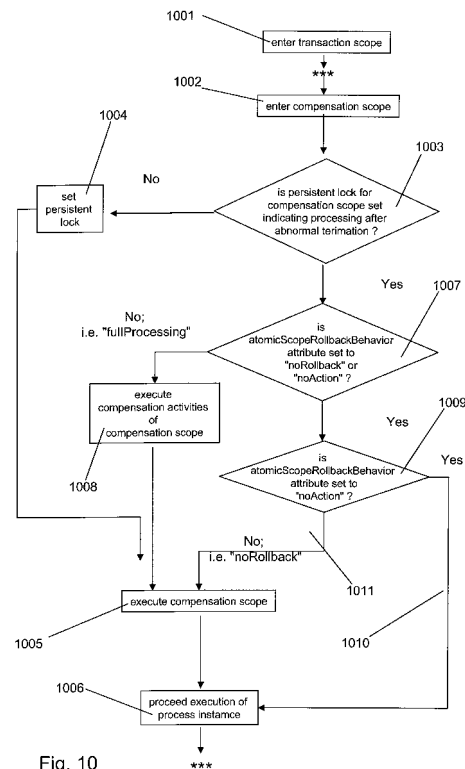 1001
enter transaction scope
***
1002
enter compensation scope
1004
1003
No
set
persistent
lock
is persistent lock for
compensation scope set
indicating processing after
abnormal terimation ?
Yes
1007
No;
i.e. "fullProcessing"
is
atomicScopeRollbackBehavior
attribute set to
"noRollback" or
"noAction" ?
1009
execute
compensation activities
of
compensation scope
Yes
Yes
1008
is
atomicScopeRollbackBehavior
attribute set to
"noAction" ?
No;
i.e. "noRollback"
1011
execute compensation scope
1005
1010
1006
proceed execution of
process instamce
Fig. 10
***